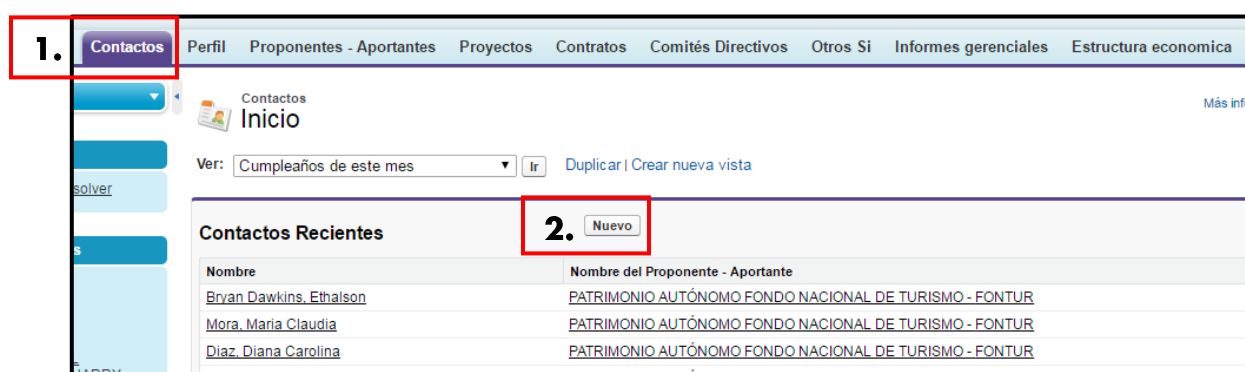 1. Contactos Perfil Proponentes - Aportantes Proyectos Contratos Comités Directivos Otros Si Informes gerenciales Estructura economica
Contactos
Inicio
Más inf
Ver: Cumpleaños de este mes Ir Duplicar | Crear nueva vista
solver
Contactos Recientes 2. Nuevo
s
Nombre Nombre del Proponente - Aportante
Bryan Dawkins, Ethalson PATRIMONIO AUTÓNOMO FONDO NACIONAL DE TURISMO - FONTUR
Mora, Maria Claudia PATRIMONIO AUTÓNOMO FONDO NACIONAL DE TURISMO - FONTUR
Diaz, Diana Carolina PATRIMONIO AUTÓNOMO FONDO NACIONAL DE TURISMO - FONTUR